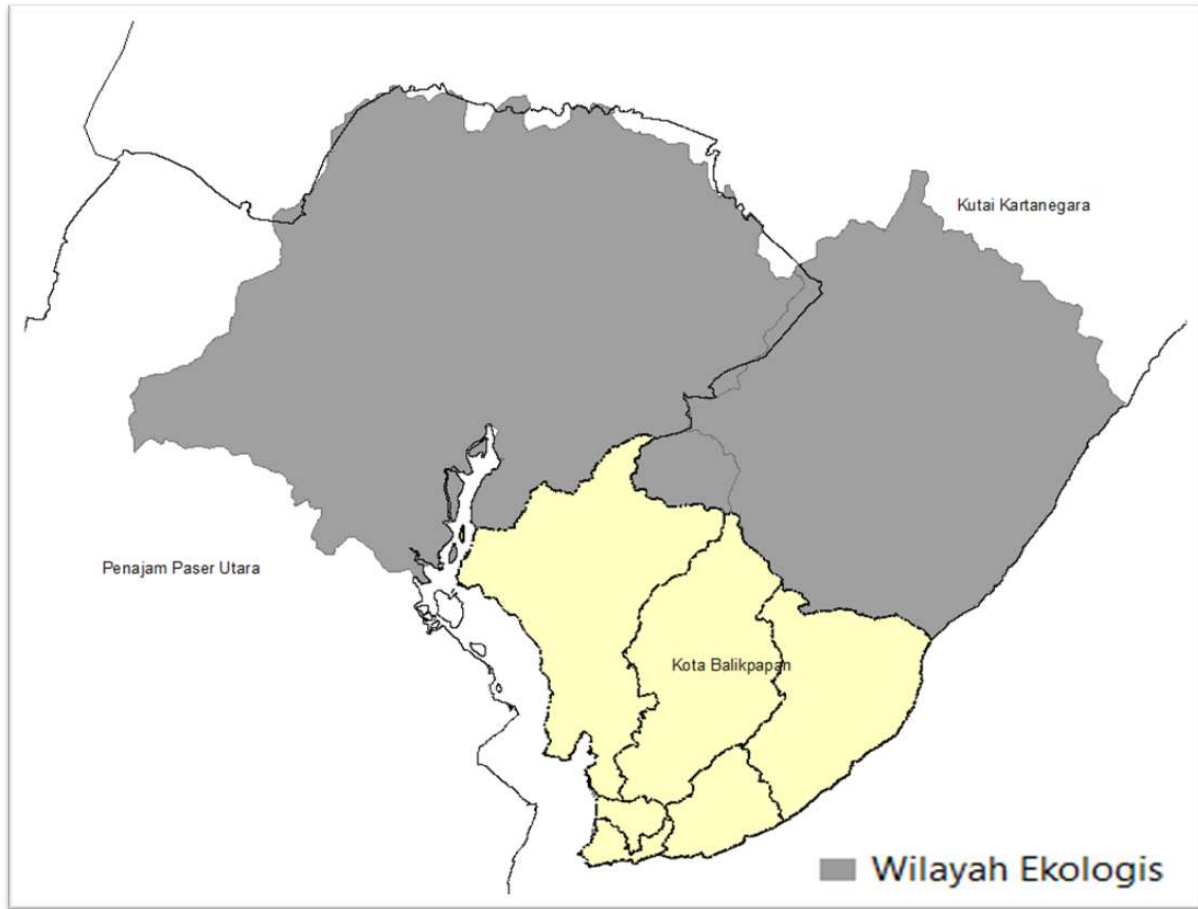 Kutai Kartanegara
Penajam Paser Utara
Kota Balikpapan
Wilayah Ekologis